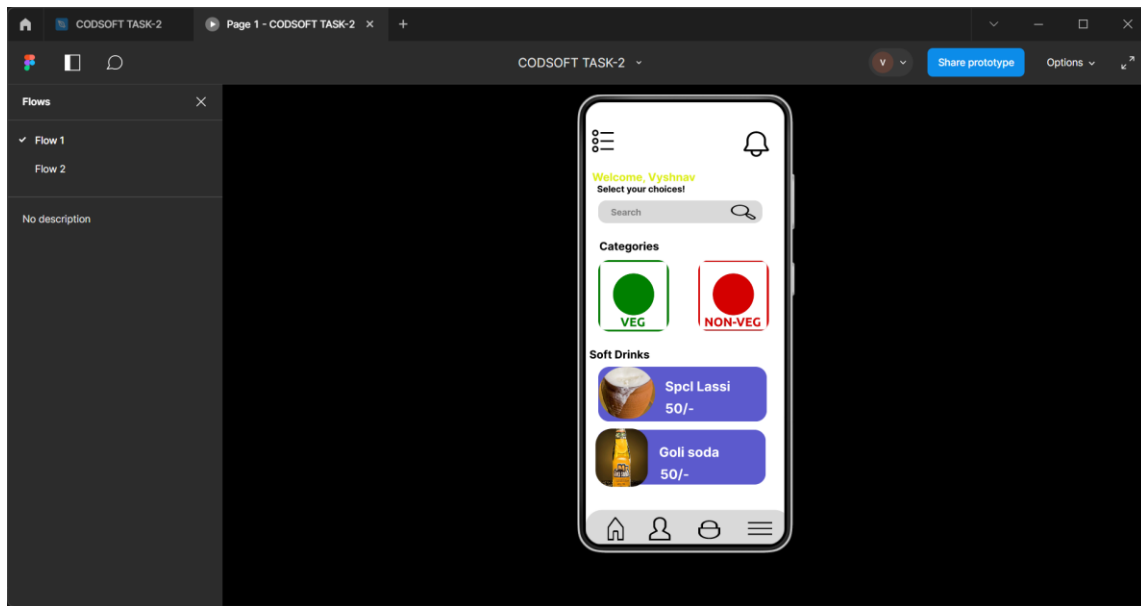 CODSOFT TASK-2
Page 1 - CODSOFT TASK-2
CODSOFT TASK-2
V
Share prototype
Options
Flows
Flow 1
Flow 2
No description
Welcome, Vyshnav
Select your choices!
Search
Categories
VEG
NON-VEG
Soft Drinks
Spcl Lassi
50/-
Goli soda
50/-